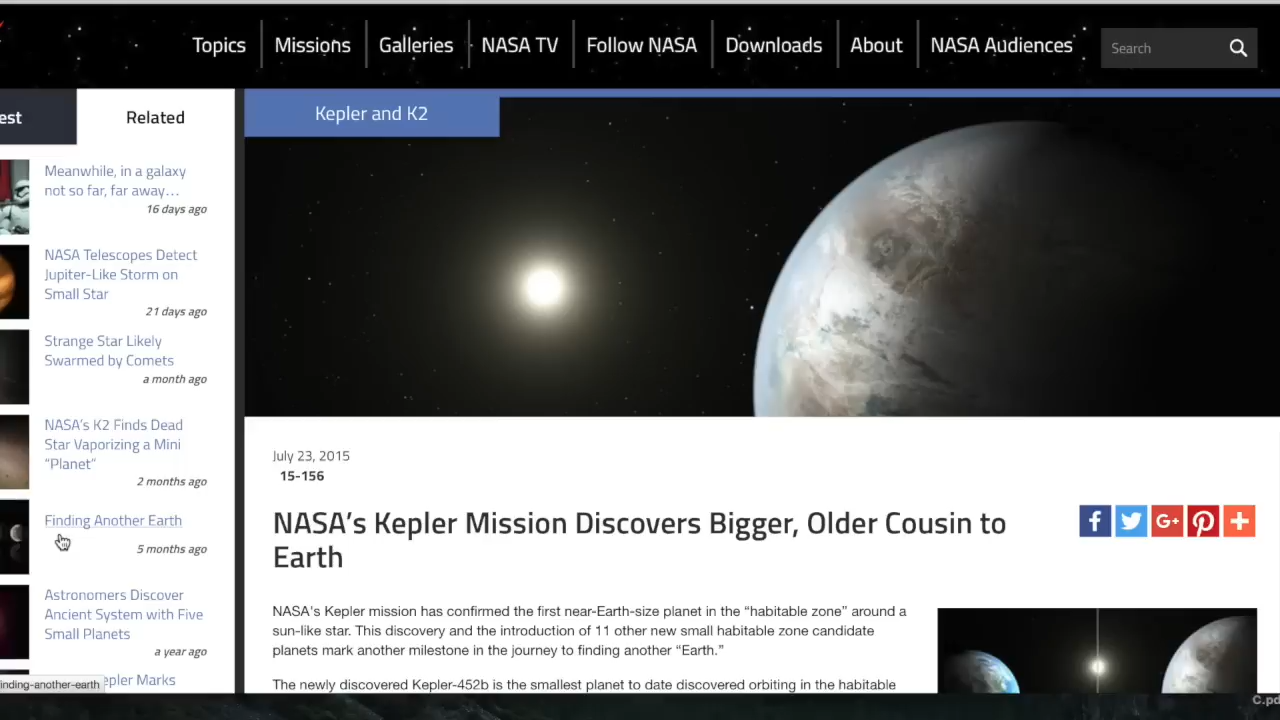 Topics Missions Galleries NASA TV Follow NASA Downloads About NASA Audiences Search
est Related
Meanwhile, in a galaxy
not so far, far away…
16 days ago
NASA Telescopes Detect
Jupiter-Like Storm on
Small Star
21 days ago
Strange Star Likely
Swarmed by Comets
a month ago
NASA's K2 Finds Dead
Star Vaporizing a Mini
“Planet”
2 months ago
Finding Another Earth
5 months ago
Astronomers Discover
Ancient System with Five
Small Planets
a year ago
epler Marks
inding-another-earth
Kepler and K2
July 23, 2015
15-156
NASA’s Kepler Mission Discovers Bigger, Older Cousin to
Earth
f G+ +
NASA's Kepler mission has confirmed the first near-Earth-size planet in the “habitable zone” around a
sun-like star. This discovery and the introduction of 11 other new small habitable zone candidate
planets mark another milestone in the journey to finding another “Earth.”
The newly discovered Kepler-452b is the smallest planet to date discovered orbiting in the habitable